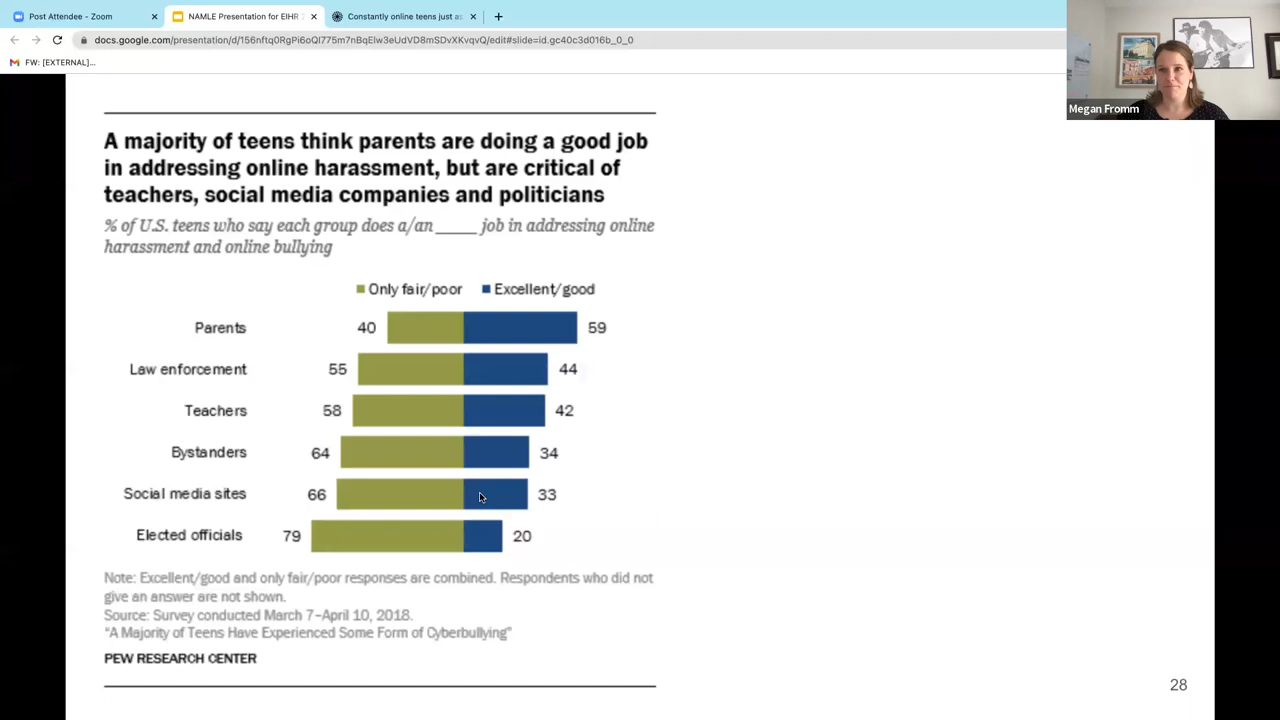 Post Attendee - Zoom
NAMLE Presentation for EIHR
Constantly online teens just as
docs.google.com/presentation/d/156nftq0RgPi6oQI775m7nBqEIw3eUdVD8mSDvXKvqvQ/edit#slide=id.gc40c3d016b_0_0
FW: [EXTERNAL]...
Megan Fromm
A majority of teens think parents are doing a good job
in addressing online harassment, but are critical of
teachers, social media companies and politicians
% of U.S. teens who say each group does a/an ____ job in addressing online
harassment and online bullying
Only fair/poor Excellent/good
Parents 40 59
Law enforcement 55 44
Teachers 58 42
Bystanders 64 34
Social media sites 66 33
Elected officials 79 20
Note: Excellent/good and only fair/poor responses are combined. Respondents who did not
give an answer are not shown.
Source: Survey conducted March 7–April 10, 2018.
"A Majority of Teens Have Experienced Some Form of Cyberbullying"
PEW RESEARCH CENTER
28